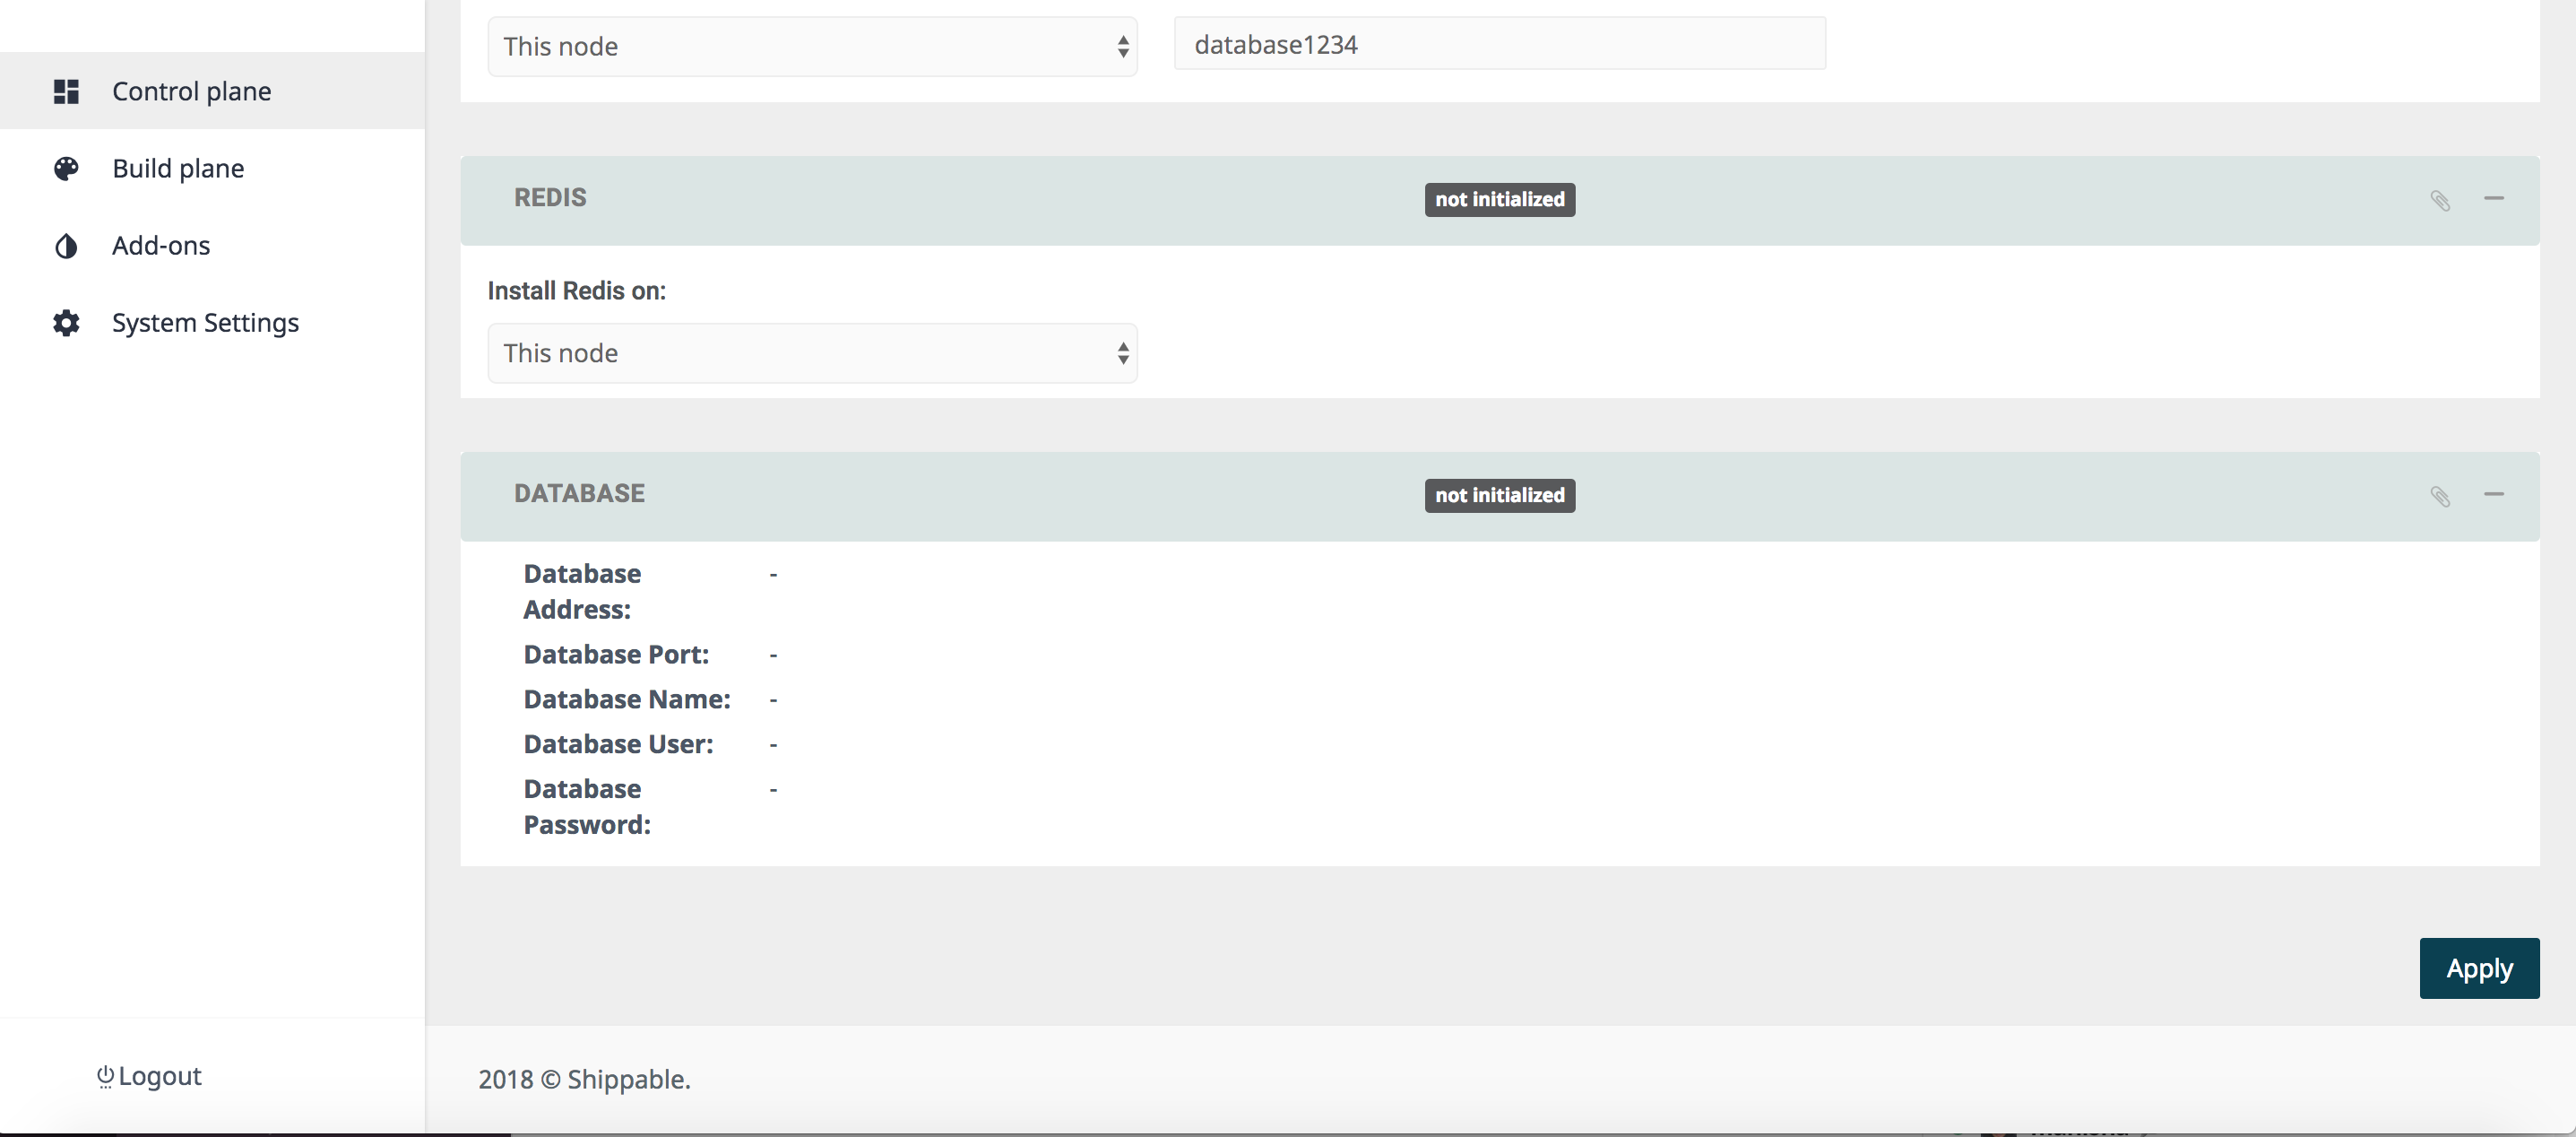 This node
database1234
Control plane
Build plane
Add-ons
System Settings
REDIS
not initialized
Install Redis on:
This node
DATABASE
not initialized
Database Address: -
Database Port: -
Database Name: -
Database User: -
Database Password: -
Apply
Logout
2018 © Shippable.